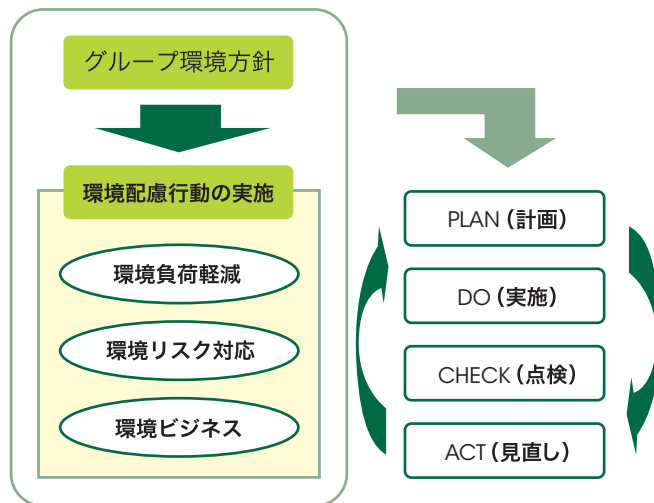 グループ環境方針
環境配慮行動の実施
環境負荷軽減
環境リスク対応
環境ビジネス
PLAN（計画）
DO（実施）
CHECK（点検）
ACT（見直し）